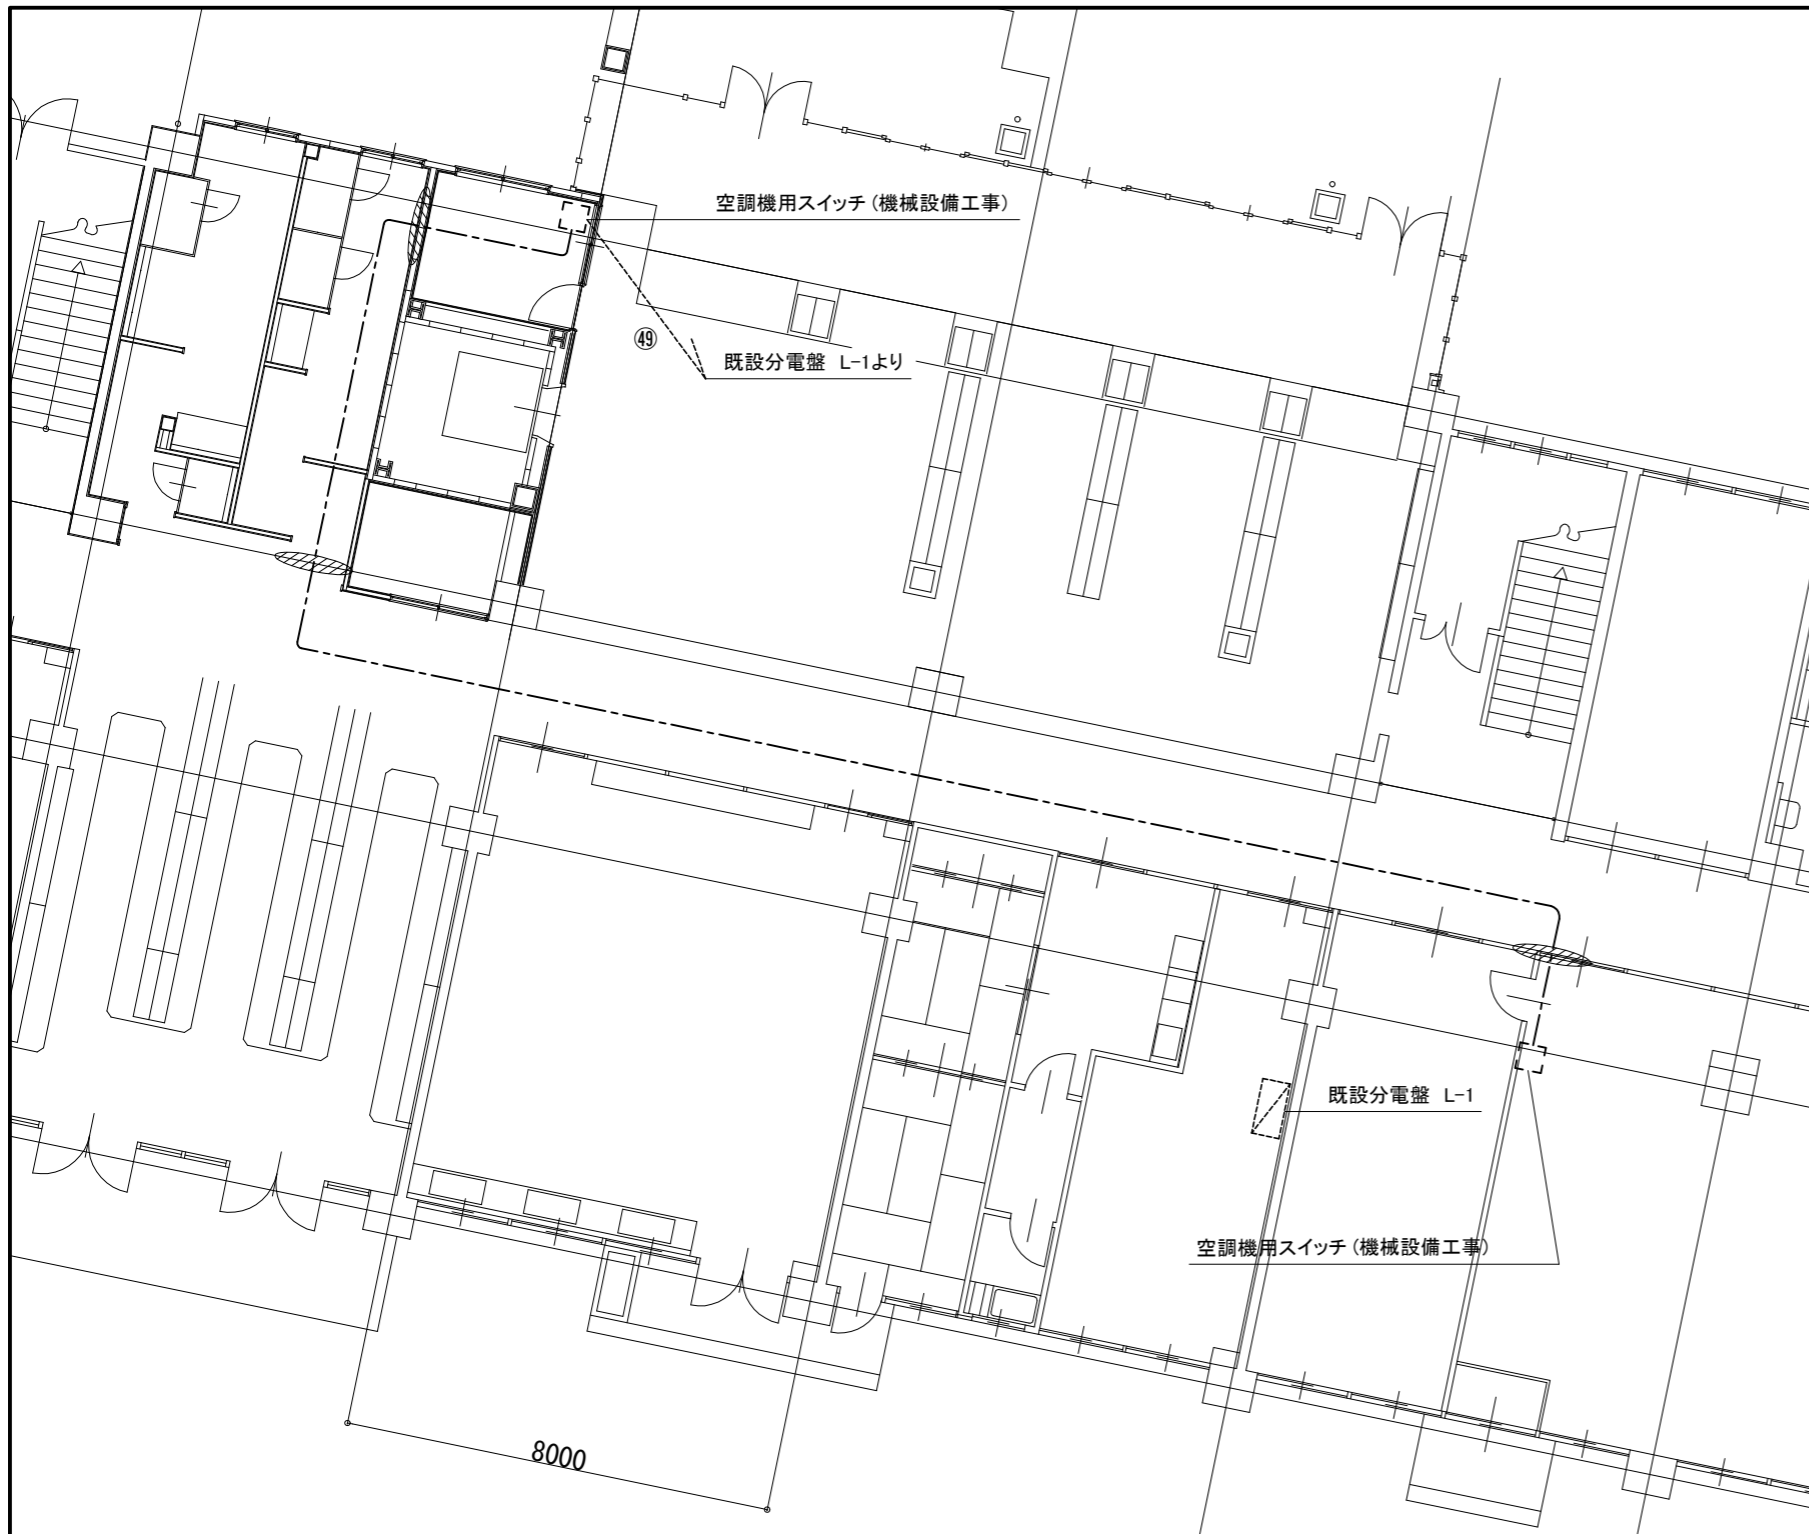 空調機用スイッチ(機械設備工事)
㊾
既設分電盤 L-1より
既設分電盤 L-1
空調機用スイッチ(機械設備工事)
8000